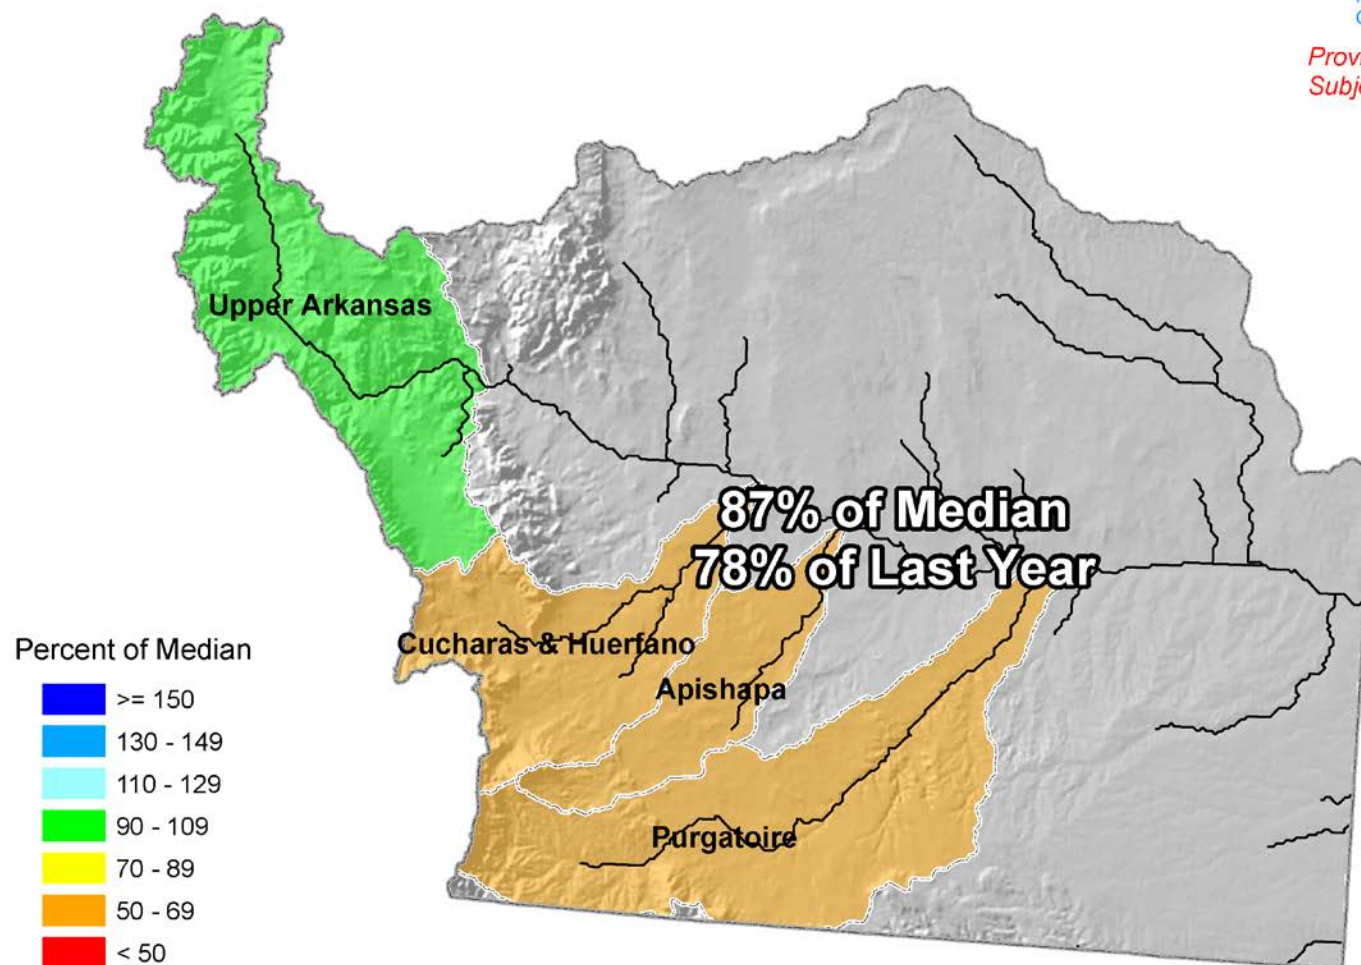 Upper Arkansas
87% of Median
78% of Last Year
Cucharas & Huerfano
Apishapa
Purgatoire
Percent of Median
>= 150
130 - 149
110 - 129
90 - 109
70 - 89
50 - 69
< 50